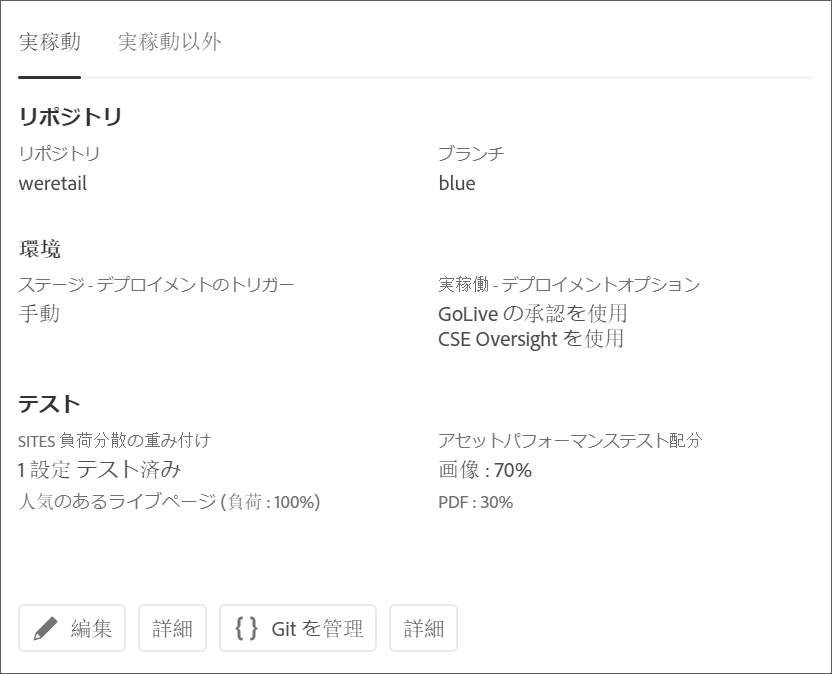 実稼動 実稼動以外
リポジトリ
リポジトリ ブランチ
weretail blue
環境
ステージ - デプロイメントのトリガー 実稼働 - デプロイメントオプション
手動 GoLive の承認を使用
CSE Oversight を使用
テスト
SITES 負荷分散の重み付け アセットパフォーマンステスト配分
1 設定 テスト済み 画像 : 70%
人気のあるライブページ (負荷 : 100%) PDF : 30%
編集 詳細 {} Git を管理 詳細